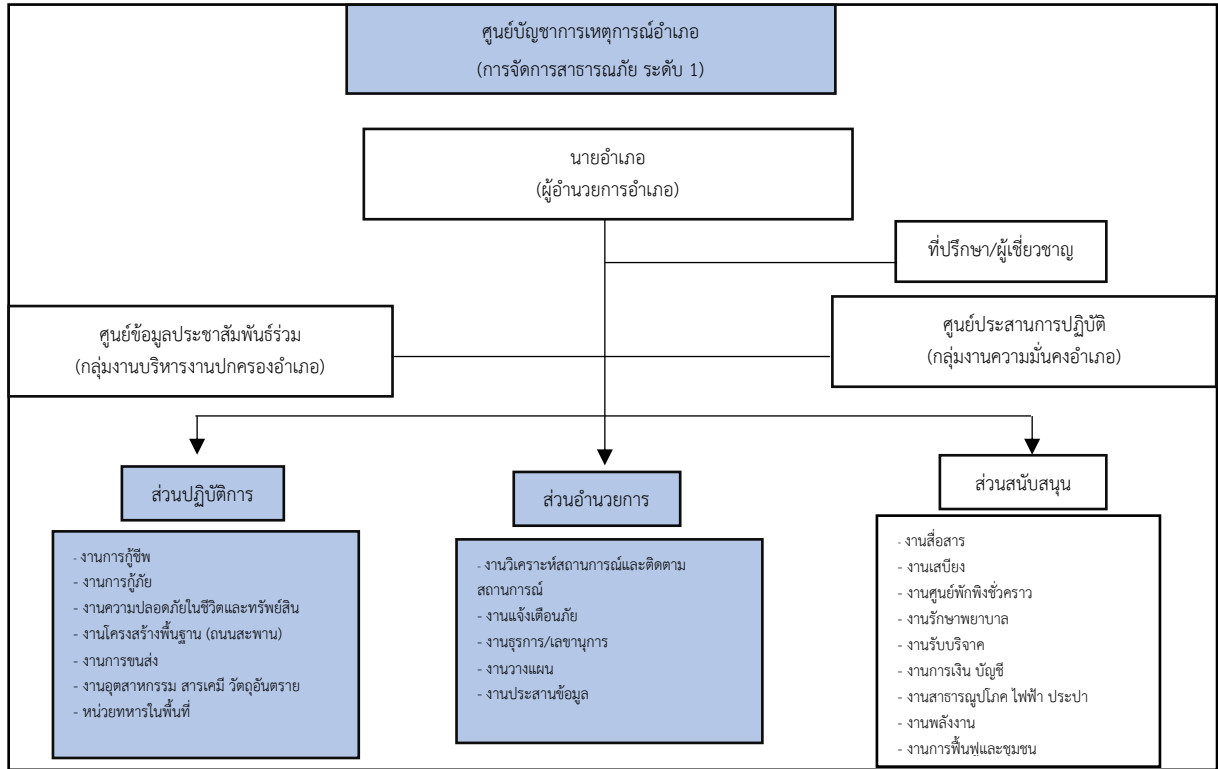 ศูนย์บัญชาการเหตุการณ์อำเภอ
(การจัดการสาธารณภัย ระดับ 1)
นายอำเภอ
(ผู้อำนวยการอำเภอ)
ที่ปรึกษา/ผู้เชี่ยวชาญ
ศูนย์ข้อมูลประชาสัมพันธ์ร่วม
(กลุ่มงานบริหารงานปกครองอำเภอ)
ศูนย์ประสานการปฏิบัติ
(กลุ่มงานความมั่นคงอำเภอ)
ส่วนปฏิบัติการ
- งานการกู้ชีพ
- งานการกู้ภัย
- งานความปลอดภัยในชีวิตและทรัพย์สิน
- งานโครงสร้างพื้นฐาน (ถนนสะพาน)
- งานการขนส่ง
- งานอุตสาหกรรม สารเคมี วัตถุอันตราย
- หน่วยทหารในพื้นที่
ส่วนอำนวยการ
- งานวิเคราะห์สถานการณ์และติดตาม
สถานการณ์
- งานแจ้งเตือนภัย
- งานธุรการ/เลขานุการ
- งานวางแผน
- งานประสานข้อมูล
ส่วนสนับสนุน
- งานสื่อสาร
- งานเสบียง
- งานศูนย์พักพิงชั่วคราว
- งานรักษาพยาบาล
- งานรับบริจาค
- งานการเงิน บัญชี
- งานสาธารณูปโภค ไฟฟ้า ประปา
- งานพลังงาน
- งานการฟื้นฟูและชุมชน